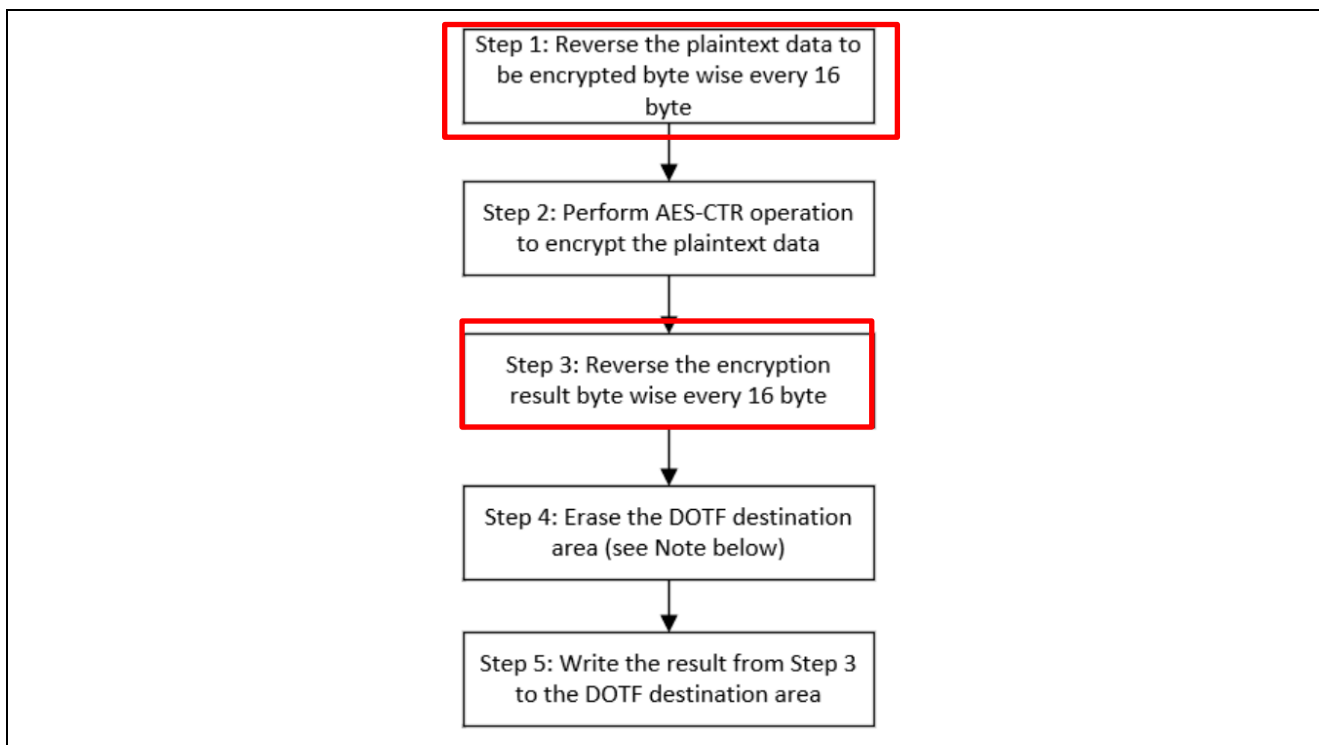 Step 1: Reverse the plaintext data to
be encrypted byte wise every 16
byte
Step 2: Perform AES-CTR operation
to encrypt the plaintext data
Step 3: Reverse the encryption
result byte wise every 16 byte
Step 4: Erase the DOTF destination
area (see Note below)
Step 5: Write the result from Step 3
to the DOTF destination area